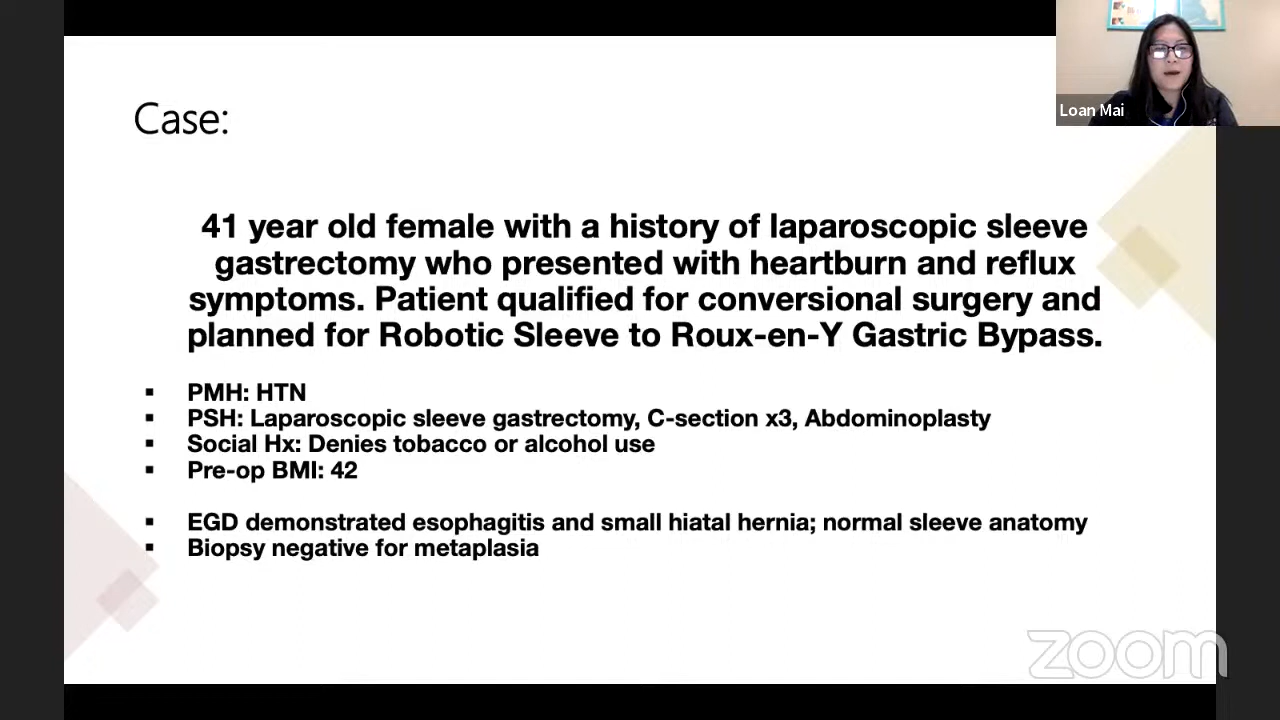 Loan Mai
Case:
41 year old female with a history of laparoscopic sleeve
gastrectomy who presented with heartburn and reflux
symptoms. Patient qualified for conversional surgery and
planned for Robotic Sleeve to Roux-en-Y Gastric Bypass.
▪ PMH: HTN
▪ PSH: Laparoscopic sleeve gastrectomy, C-section x3, Abdominoplasty
▪ Social Hx: Denies tobacco or alcohol use
▪ Pre-op BMI: 42
▪ EGD demonstrated esophagitis and small hiatal hernia; normal sleeve anatomy
▪ Biopsy negative for metaplasia
zoom